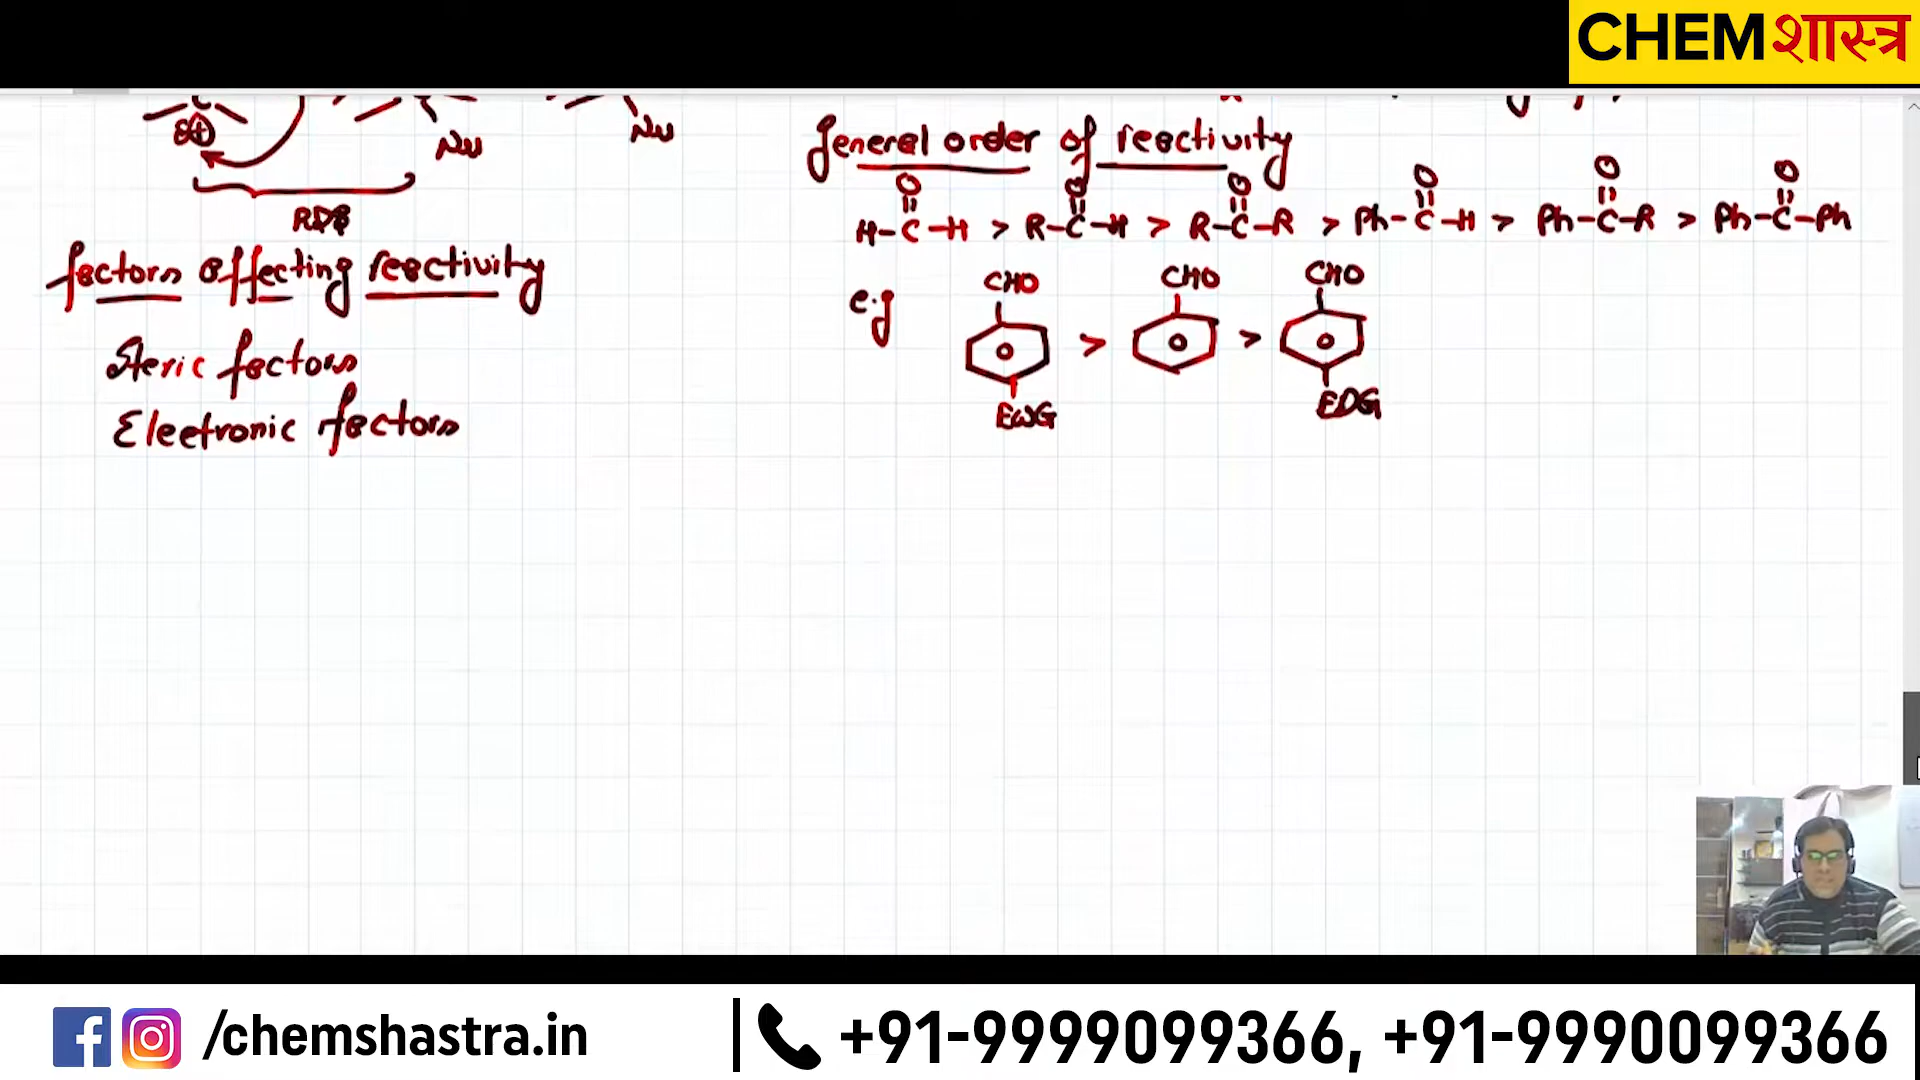 CHEMशास्त्र
δ+
Nu
Nu
RDS
General order of reactivity
O O O O O O
H-C-H > R-C-H > R-C-R > Ph-C-H > Ph-C-R > Ph-C-Ph
factors affecting reactivity
Steric factors
Electronic factors
e.g
CHO CHO CHO
> >
EWG EDG
/chemshastra.in
+91-9999099366, +91-9990099366